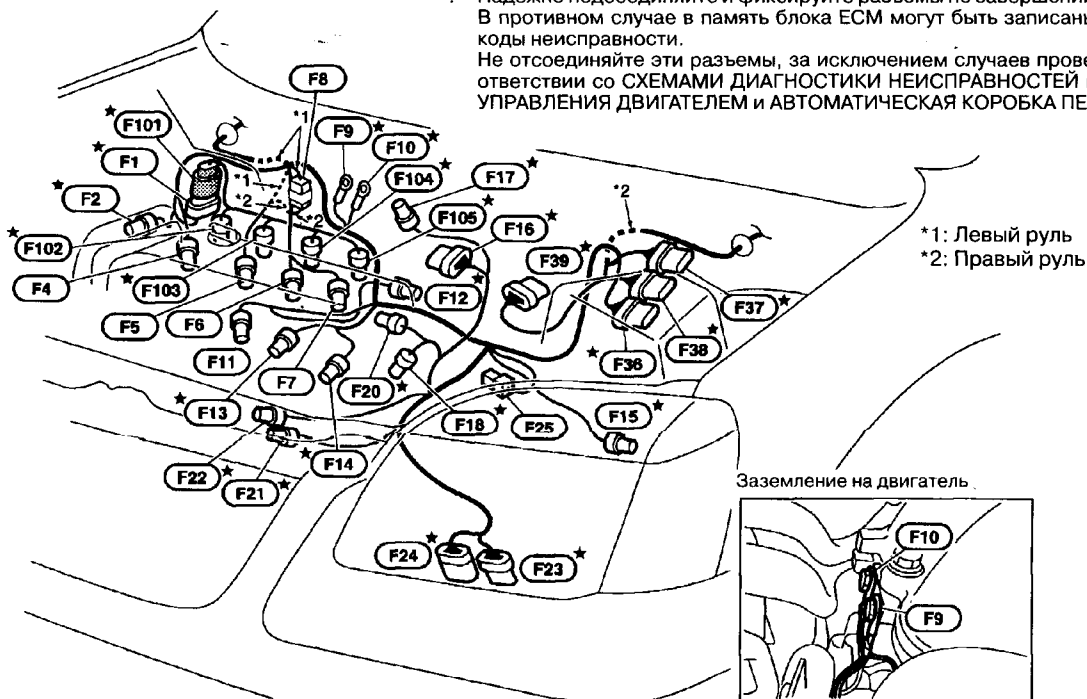 Надежно подсоединяйте и фиксируйте разъемы по завершении
В противном случае в память блока ECM могут быть записаны
коды неисправности.
Не отсоединяйте эти разъемы, за исключением случаев прове
ответствии со СХЕМАМИ ДИАГНОСТИКИ НЕИСПРАВНОСТЕЙ
УПРАВЛЕНИЯ ДВИГАТЕЛЕМ и АВТОМАТИЧЕСКАЯ КОРОБКА ПЕ
F8
F101★
*1
F9★
F10★
F1★
*1
F104★
F17★
F2★
*2
F105★
*2
*2
F102★
F16★
F39★
*1: Левый руль
*2: Правый руль
F4
F103★
F12★
F37★
F5
F6
F38★
F11
F7
F20★
F36★
F13★
F18★
F25
F15★
F22★
F21★
F14★
Заземление на двигатель
F24★
F23★
F10
F9